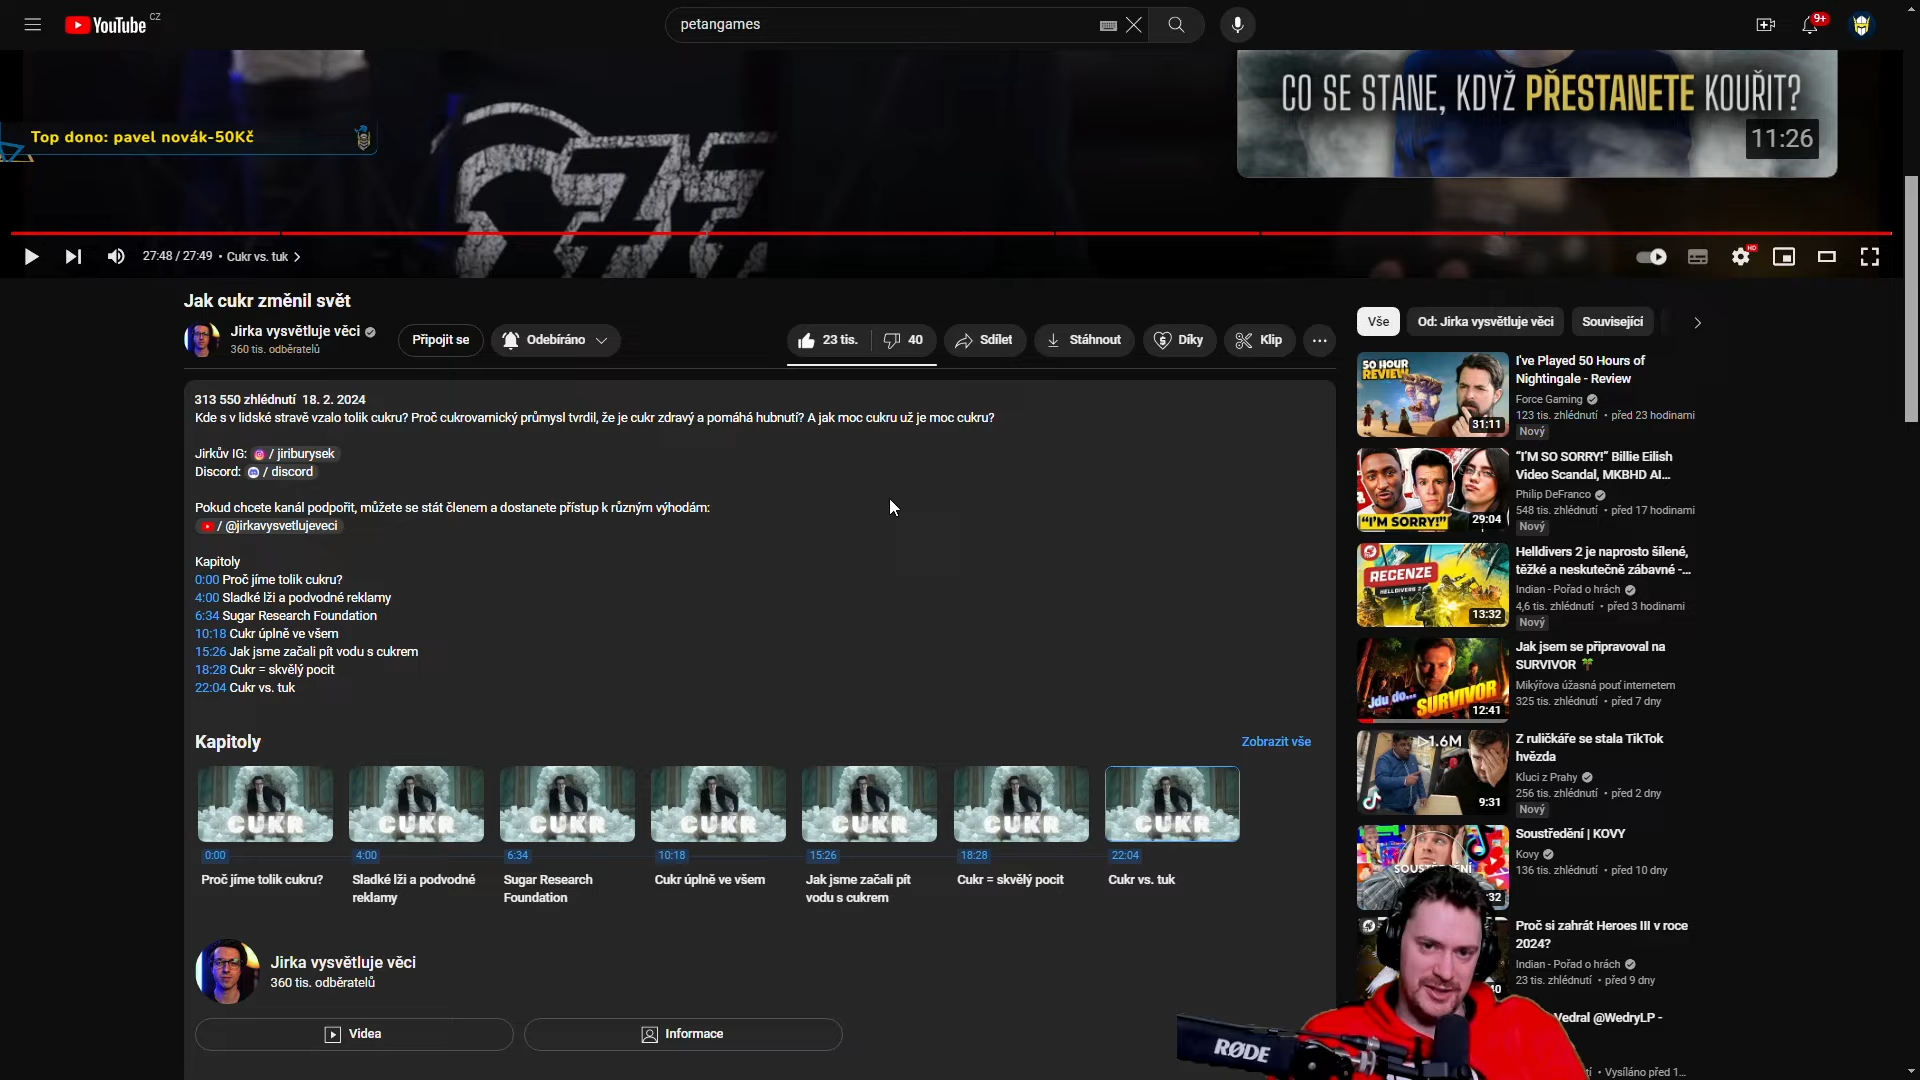 YouTube CZ
petangames
9+
CO SE STANE, KDYŽ PŘESTANETE KOUŘIT?
11:26
Top dono: pavel novák-50Kč
27:48 / 27:49 • Cukr vs. tuk
HD
Jak cukr změnil svět
Jirka vysvětluje věci
360 tis. odběratelů
Připojit se
Odebíráno
23 tis.
40
Sdílet
Stáhnout
Díky
Klip
313 550 zhlédnutí 18. 2. 2024
Kde s v lidské stravě vzalo tolik cukru? Proč cukrovarnický průmysl tvrdil, že je cukr zdravý a pomáhá hubnutí? A jak moc cukru už je moc cukru?
Jirkův IG: / jiriburysek
Discord: / discord
Pokud chcete kanál podpořit, můžete se stát členem a dostanete přístup k různým výhodám:
/ @jirkavysvetlujeveci
Kapitoly
0:00 Proč jíme tolik cukru?
4:00 Sladké lži a podvodné reklamy
6:34 Sugar Research Foundation
10:18 Cukr úplně ve všem
15:26 Jak jsme začali pít vodu s cukrem
18:28 Cukr = skvělý pocit
22:04 Cukr vs. tuk
Kapitoly
Zobrazit vše
CUKR
CUKR
CUKR
CUKR
CUKR
CUKR
CUKR
0:00
4:00
6:34
10:18
15:26
18:28
22:04
Proč jíme tolik cukru?
Sladké lži a podvodné
reklamy
Sugar Research
Foundation
Cukr úplně ve všem
Jak jsme začali pít
vodu s cukrem
Cukr = skvělý pocit
Cukr vs. tuk
Jirka vysvětluje věci
360 tis. odběratelů
Videa
Informace
Vše
Od: Jirka vysvětluje věci
Související
50 HOUR
REVIEW
31:11
I've Played 50 Hours of
Nightingale - Review
Force Gaming
123 tis. zhlédnutí • před 23 hodinami
Nový
"I'M SORRY!"
29:04
"I'M SO SORRY!" Billie Eilish
Video Scandal, MKBHD AI...
Philip DeFranco
548 tis. zhlédnutí • před 17 hodinami
Nový
RECENZE
HELLDIVERS 2
13:32
Helldivers 2 je naprosto šílené,
těžké a neskutečně zábavné -...
Indian - Pořad o hrách
4,6 tis. zhlédnutí • před 3 hodinami
Nový
Jdu do...
SURVIVOR
12:41
Jak jsem se připravoval na
SURVIVOR
Mikýřova úžasná pouť internetem
325 tis. zhlédnutí • před 7 dny
1.6M
9:31
Z ruličkáře se stala TikTok
hvězda
Kluci z Prahy
256 tis. zhlédnutí • před 2 dny
Nový
Soustředění | KOVY
Kovy
136 tis. zhlédnutí • před 10 dny
Proč si zahrát Heroes III v roce
2024?
Indian - Pořad o hrách
23 tis. zhlédnutí • před 9 dny
Vedral @WedryLP -
• Vysíláno před 1...
RØDE